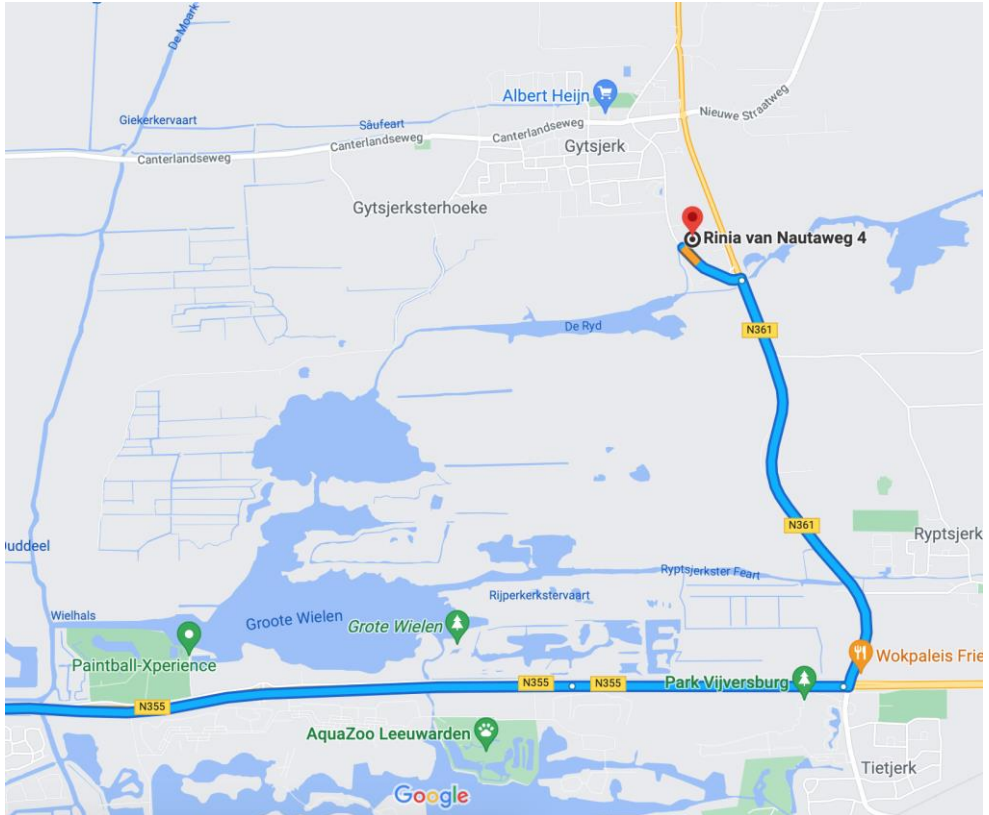 De Moark
Albert Heijn
Giekerkervaart
Sâufeart
Nieuwe Straatweg
Canterlandseweg
Canterlandseweg
Canterlandseweg
Gytsjerk
Gytsjerksterhoeke
Rinia van Nautaweg 4
De Ryd
N361
N361
Ryptsjerk
Ouddeel
Ryptsjerkster Feart
Rijperkerkstervaart
Wielhals
Groote Wielen
Grote Wielen
Paintball-Xperience
Wokpaleis Frie
N355
N355
Park Vijversburg
N355
AquaZoo Leeuwarden
Tietjerk
Google